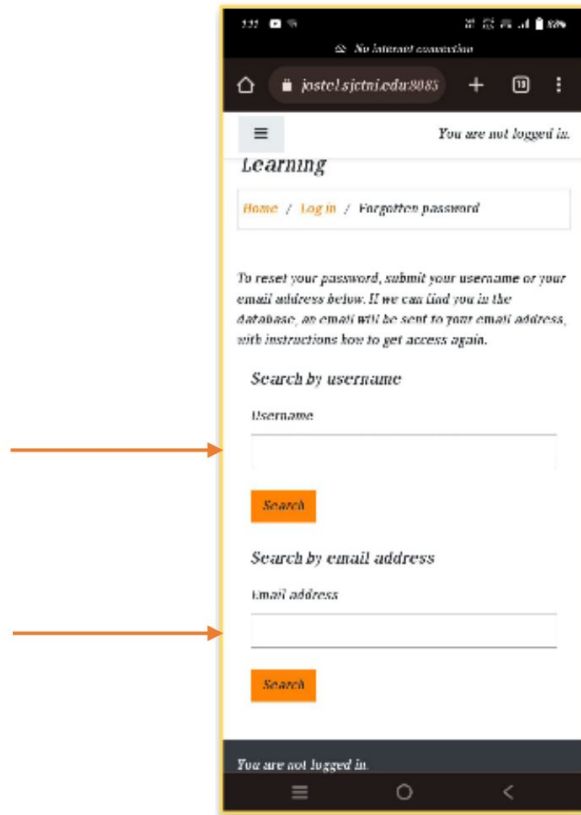 88%
No internet connection
jostel.sjctni.edu:8085
You are not logged in.
Learning
Home / Log in / Forgotten password
To reset your password, submit your username or your
email address below. If we can find you in the
database, an email will be sent to your email address,
with instructions how to get access again.
Search by username
Username
Search
Search by email address
Email address
Search
You are not logged in.